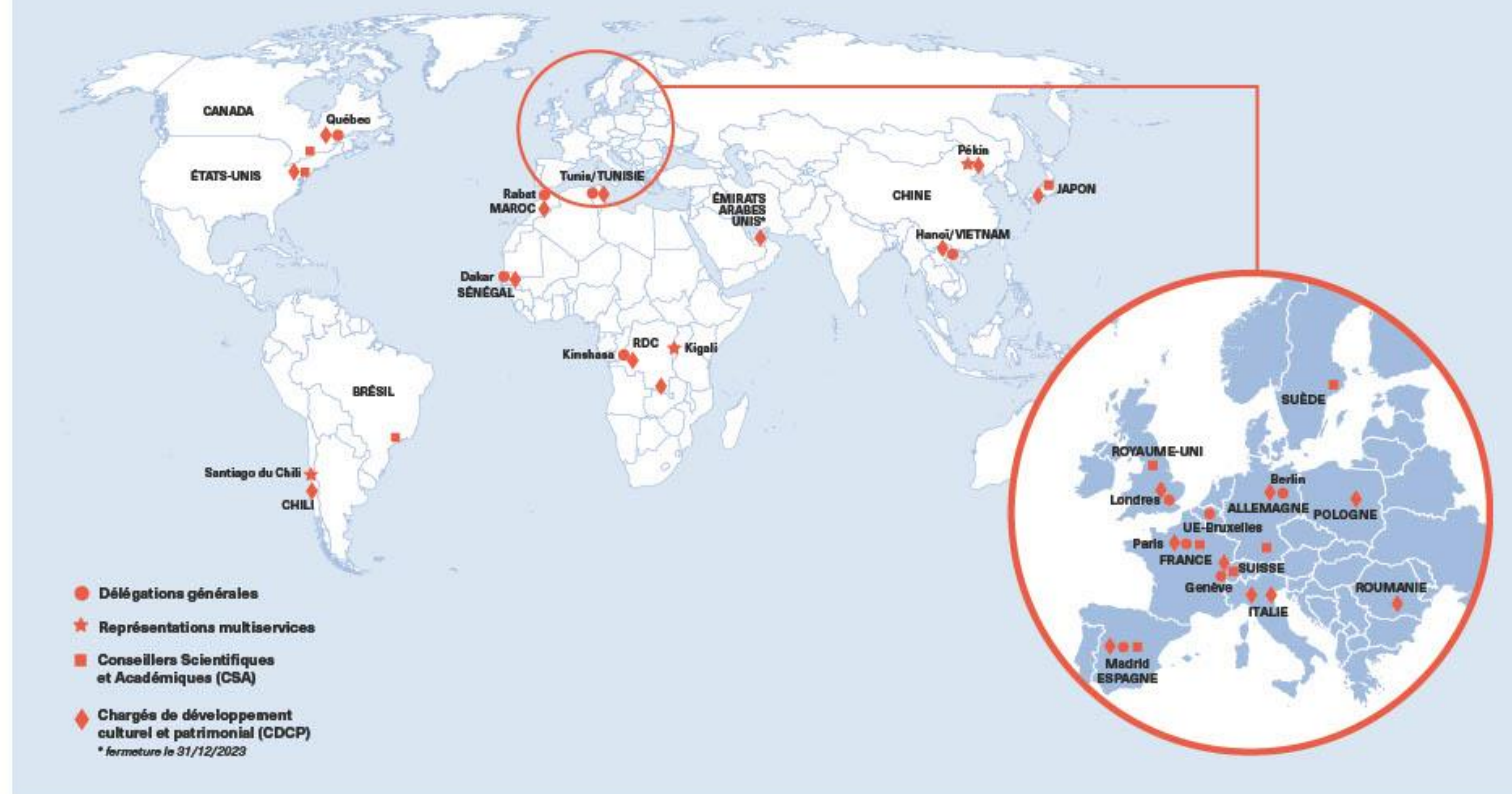 CANADA
Québec
ÉTATS-UNIS
Rabat
MAROC
Tunis/TUNISIE
ÉMIRATS
ARABES
UNIS*
Pékin
CHINE
JAPON
Hanoï/VIETNAM
Dakar
SÉNÉGAL
Kinshasa
RDC
Kigali
BRÉSIL
Santiago du Chili
CHILI
SUÈDE
ROYAUME-UNI
Londres
Berlin
ALLEMAGNE
POLOGNE
UE-Bruxelles
Paris
FRANCE
SUISSE
Genève
ITALIE
ROUMANIE
Madrid
ESPAGNE
Délégations générales
Représentations multiservices
Conseillers Scientifiques
et Académiques (CSA)
Chargés de développement
culturel et patrimonial (CDCP)
* fermeture le 31/12/2023